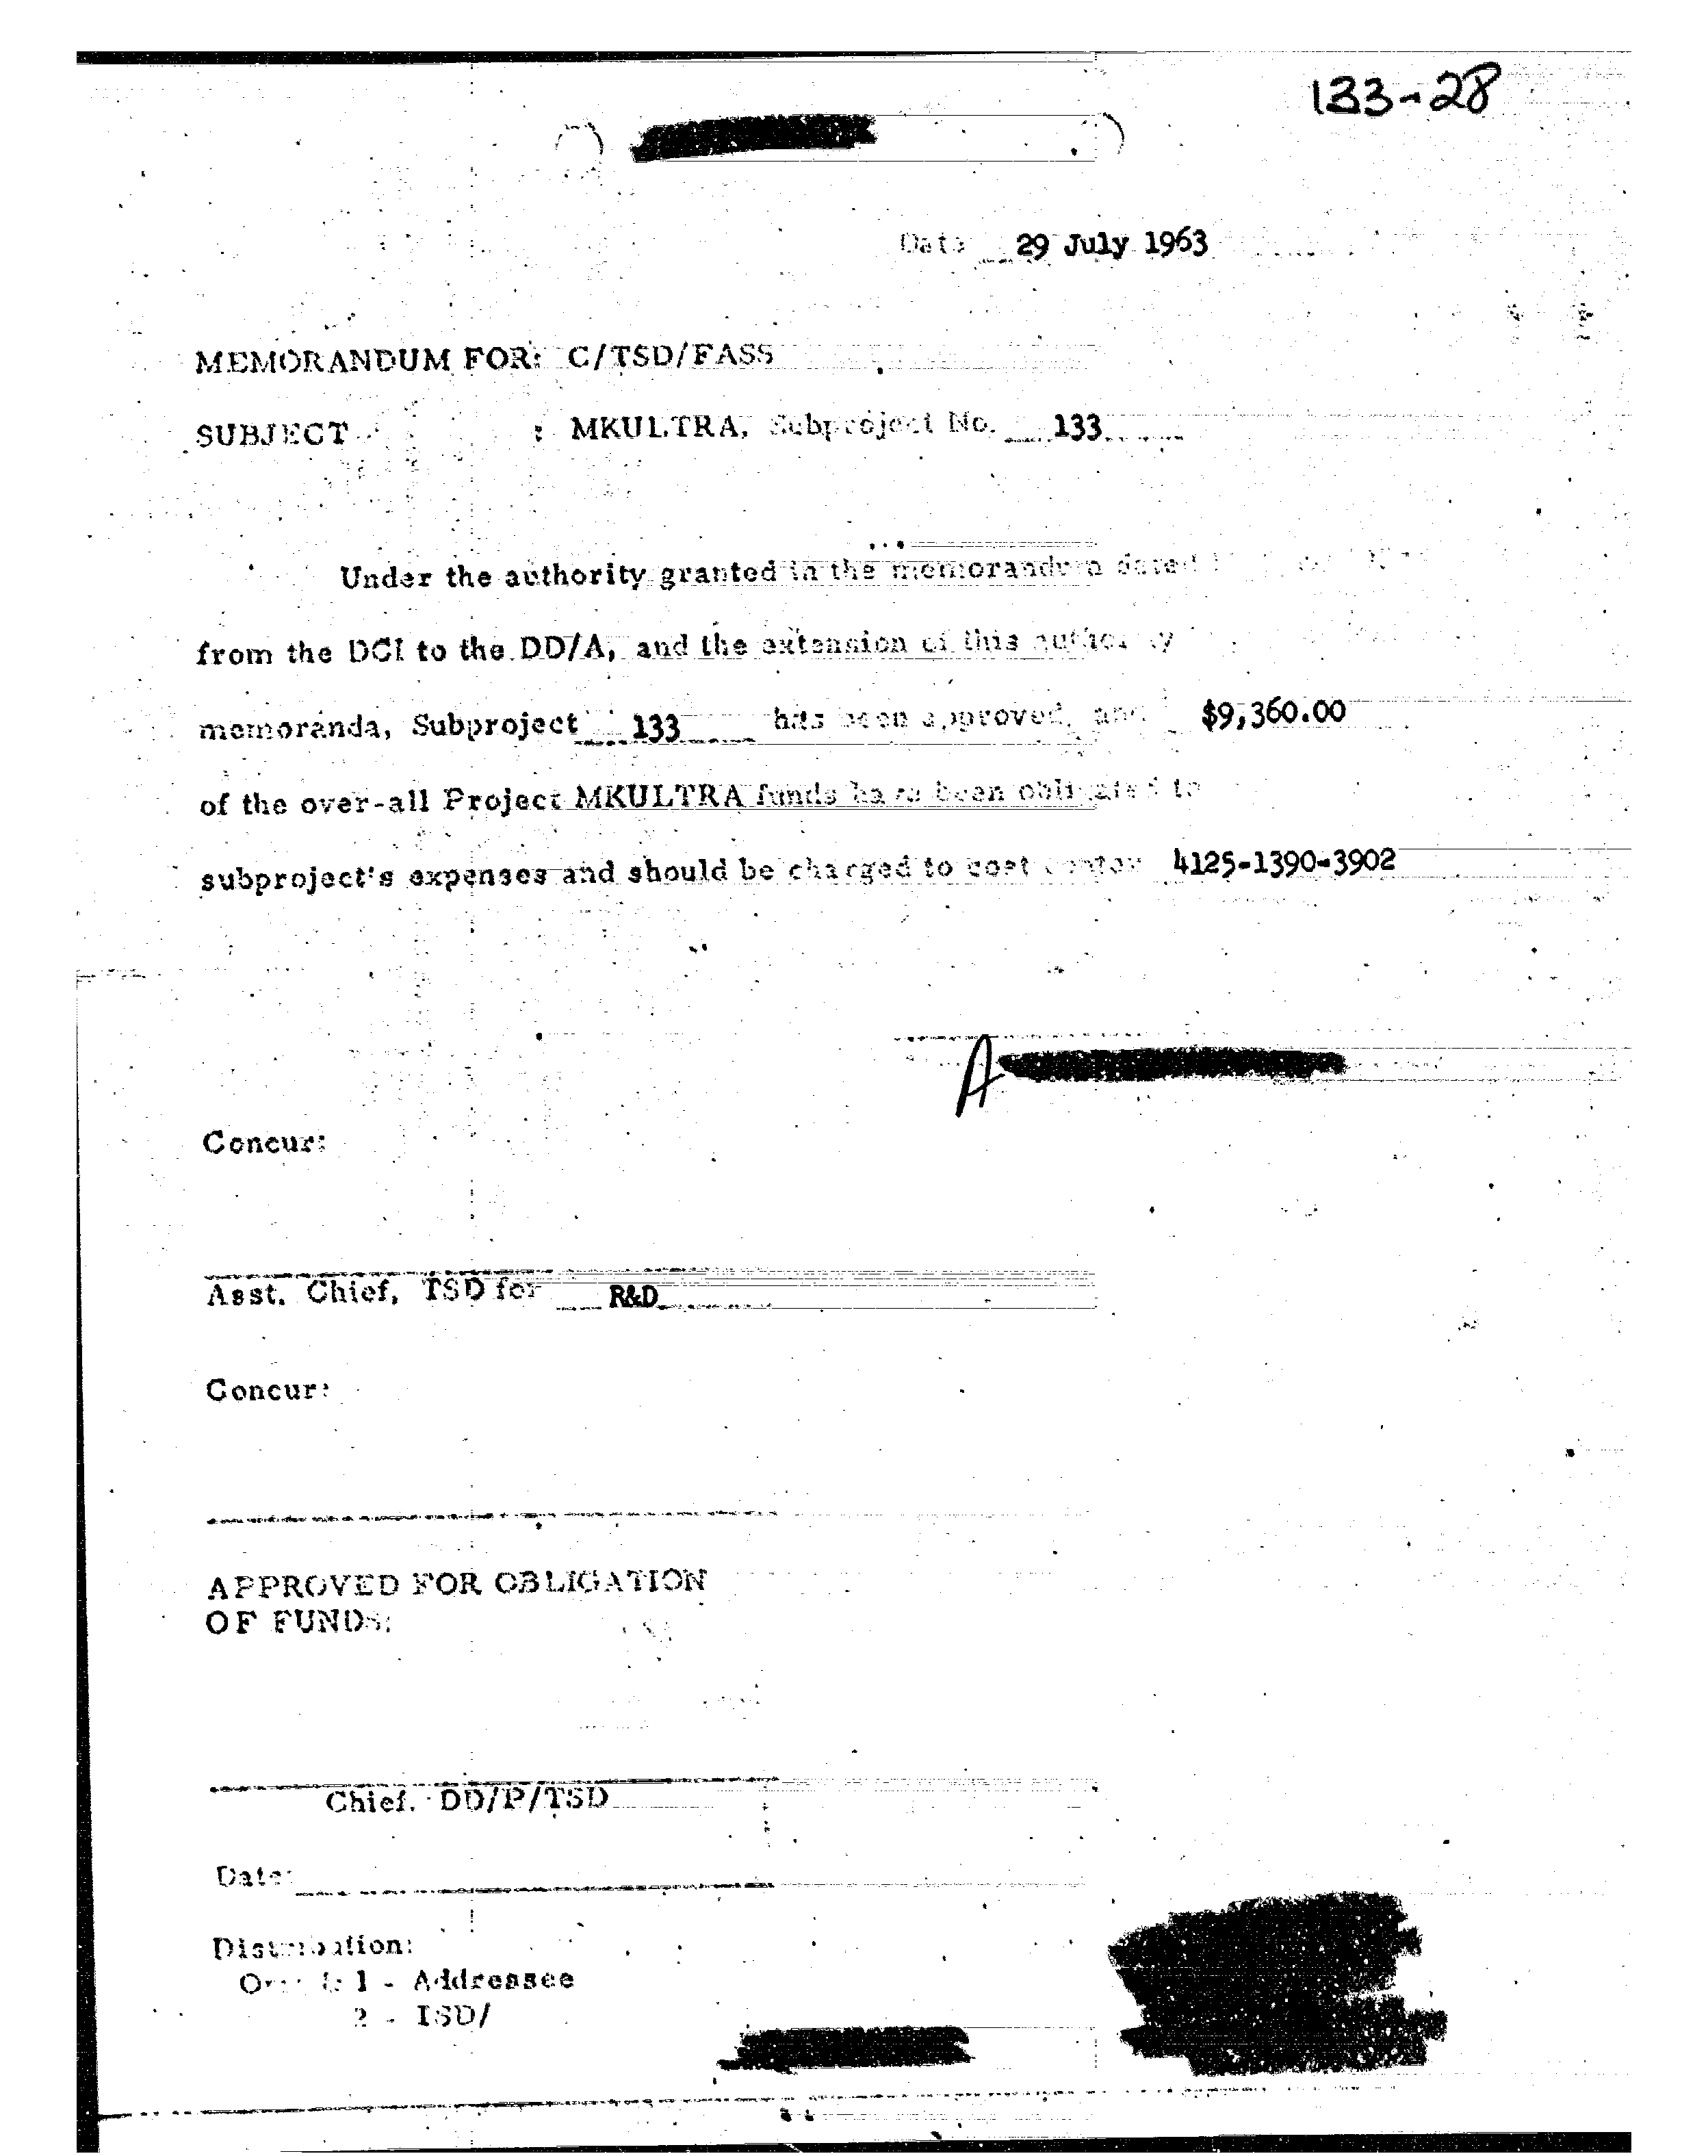 133-28
Date 29 July 1963
MEMORANDUM FOR: C/TSD/FASS
SUBJECT : MKULTRA, Subproject No. 133
Under the authority granted in the memorandum dated
from the DCI to the DD/A, and the extension of this authority
memoranda, Subproject 133 has been approved, and $9,360.00
of the over-all Project MKULTRA funds have been obligated to
subproject's expenses and should be charged to cost center 4125-1390-3902
A
Concur:
Asst. Chief, TSD for R&D
Concur:
APPROVED FOR OBLIGATION
OF FUNDS:
Chief. DD/P/TSD
Date:
Distribution:
1 - Addressee
2 - TSD/